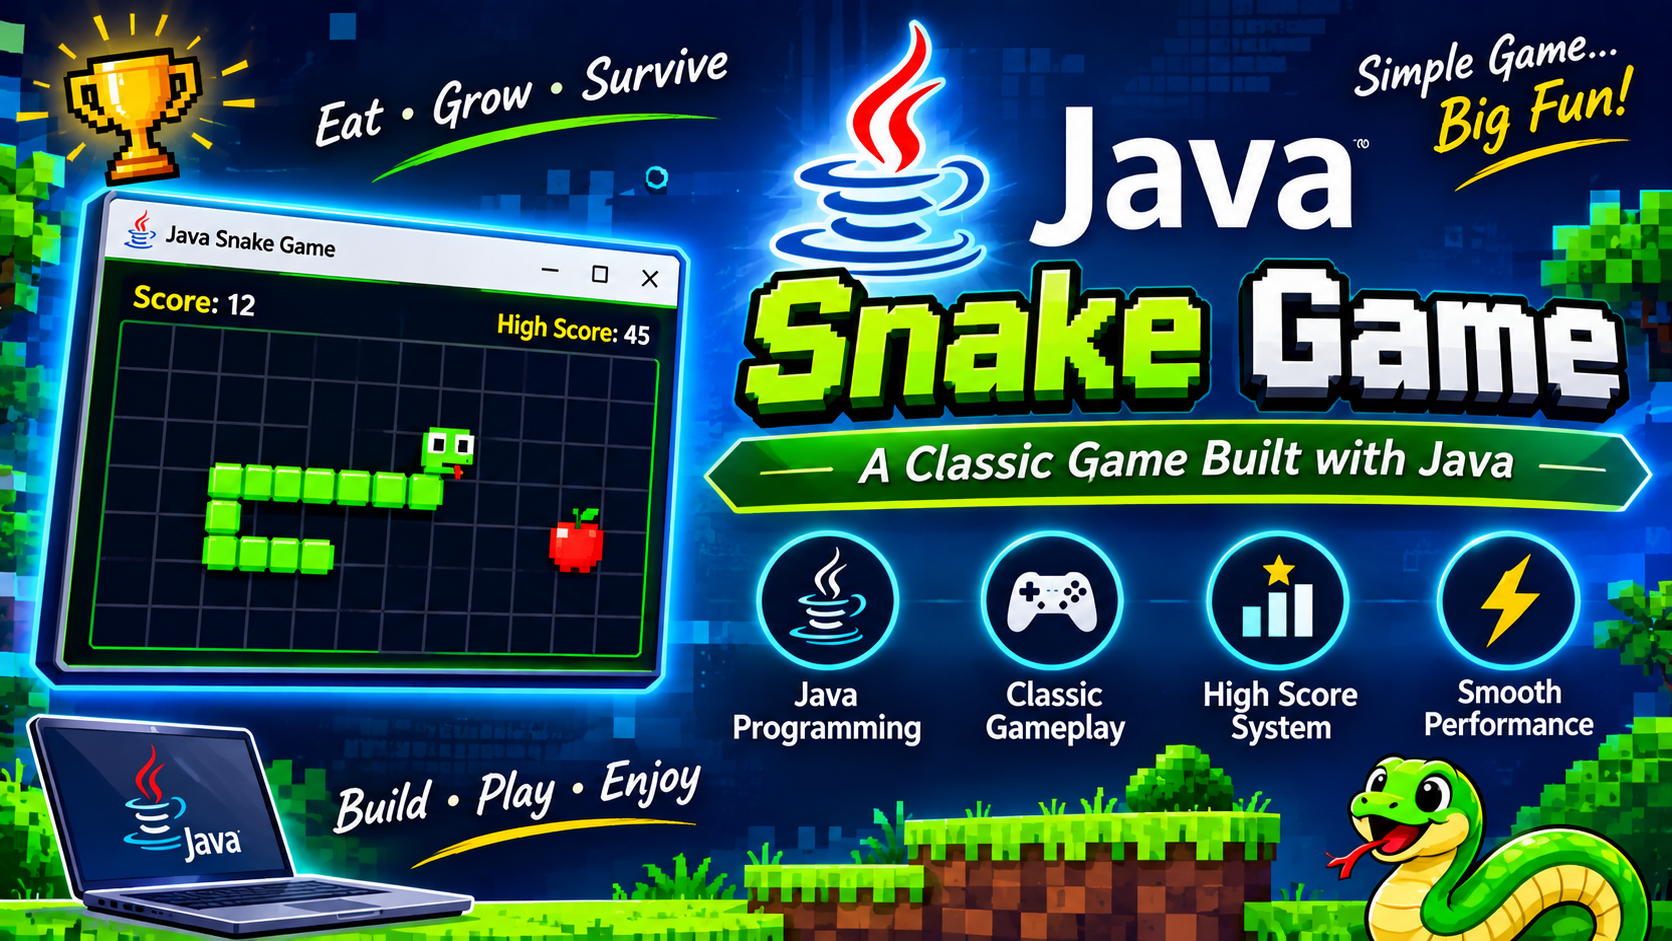 Eat • Grow • Survive
Simple Game...
Big Fun!
Java
Java Snake Game
Score: 12
High Score: 45
Snake Game
A Classic Game Built with Java
Java
Programming
Classic
Gameplay
High Score
System
Smooth
Performance
Java
Build • Play • Enjoy